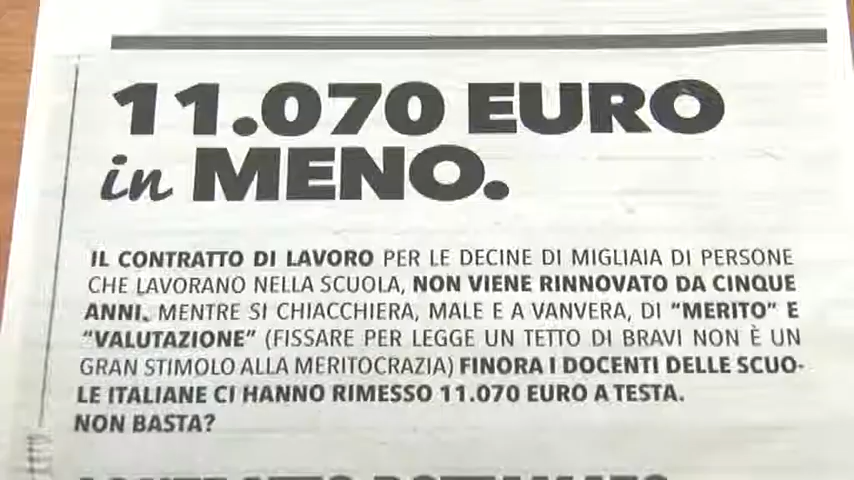 11.070 EURO
in MENO.
IL CONTRATTO DI LAVORO PER LE DECINE DI MIGLIAIA DI PERSONE
CHE LAVORANO NELLA SCUOLA, NON VIENE RINNOVATO DA CINQUE
ANNI. MENTRE SI CHIACCHIERA, MALE E A VANVERA, DI “MERITO” E
“VALUTAZIONE” (FISSARE PER LEGGE UN TETTO DI BRAVI NON È UN
GRAN STIMOLO ALLA MERITOCRAZIA) FINORA I DOCENTI DELLE SCUO-
LE ITALIANE CI HANNO RIMESSO 11.070 EURO A TESTA.
NON BASTA?